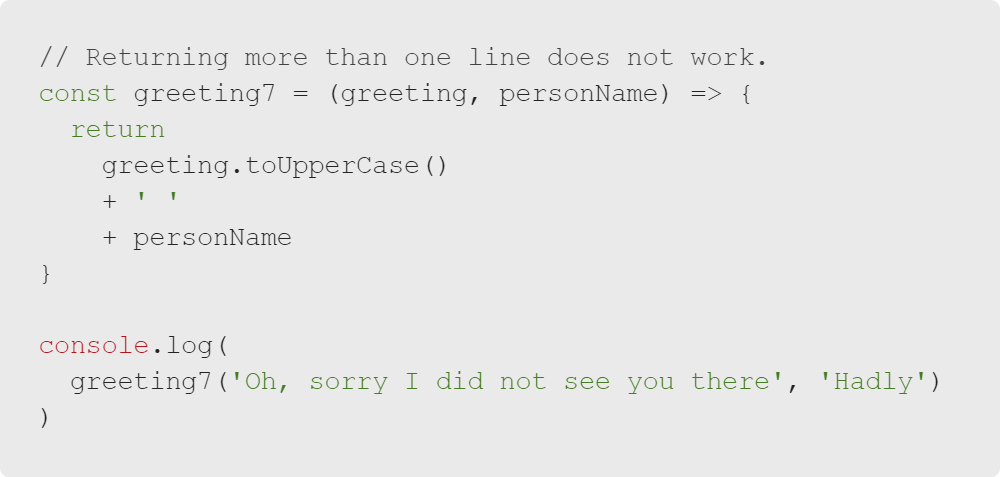 // Returning more than one line does not work.
const greeting7 = (greeting, personName) => {
  return
    greeting.toUpperCase()
    + ' '
    + personName
}

console.log(
  greeting7('Oh, sorry I did not see you there', 'Hadly')
)